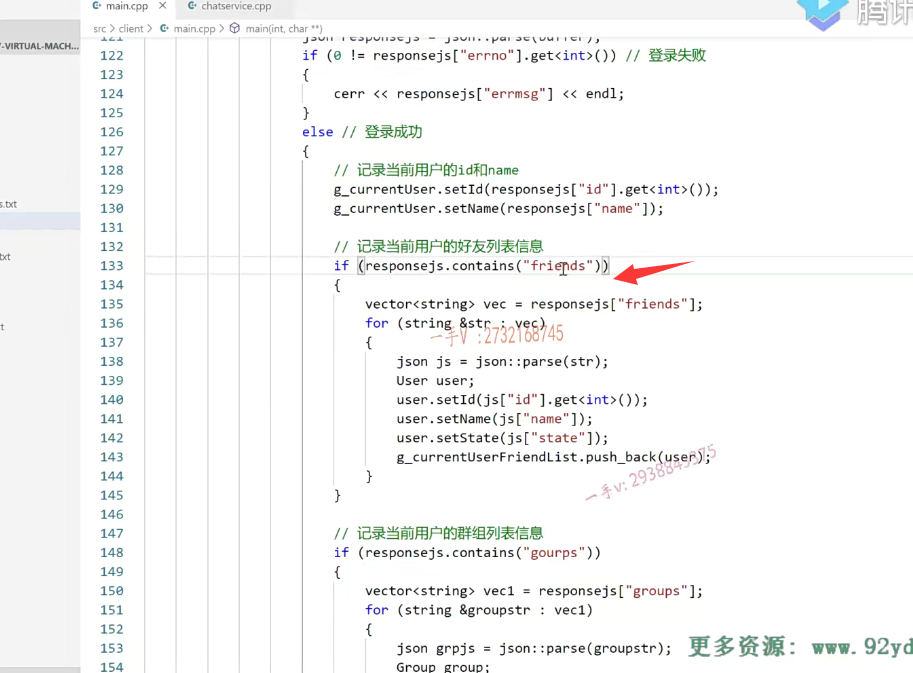 main.cpp × chatservice.cpp
腾讯
src > client > main.cpp > main(int, char **)
Y-VIRTUAL-MACH...
121 json responsejs = json::parse(buffer);
122 if (0 != responsejs["errno"].get<int>()) // 登录失败
123 {
124 cerr << responsejs["errmsg"] << endl;
125 }
126 else // 登录成功
127 {
128 // 记录当前用户的id和name
129 g_currentUser.setId(responsejs["id"].get<int>());
130 g_currentUser.setName(responsejs["name"]);
s.txt
131
132 // 记录当前用户的好友列表信息
133 if (responsejs.contains("friends"))
txt
134 {
135 vector<string> vec = responsejs["friends"];
136 for (string &str : vec)
一手V :2732168745
t
137 {
138 json js = json::parse(str);
139 User user;
140 user.setId(js["id"].get<int>());
141 user.setName(js["name"]);
142 user.setState(js["state"]);
143 g_currentUserFriendList.push_back(user);
一手v:2938845375
144 }
145 }
146
147 // 记录当前用户的群组列表信息
148 if (responsejs.contains("gourps"))
149 {
150 vector<string> vec1 = responsejs["groups"];
151 for (string &groupstr : vec1)
152 {
153 json grpjs = json::parse(groupstr);
更多资源: www.92yd
154 Group group;